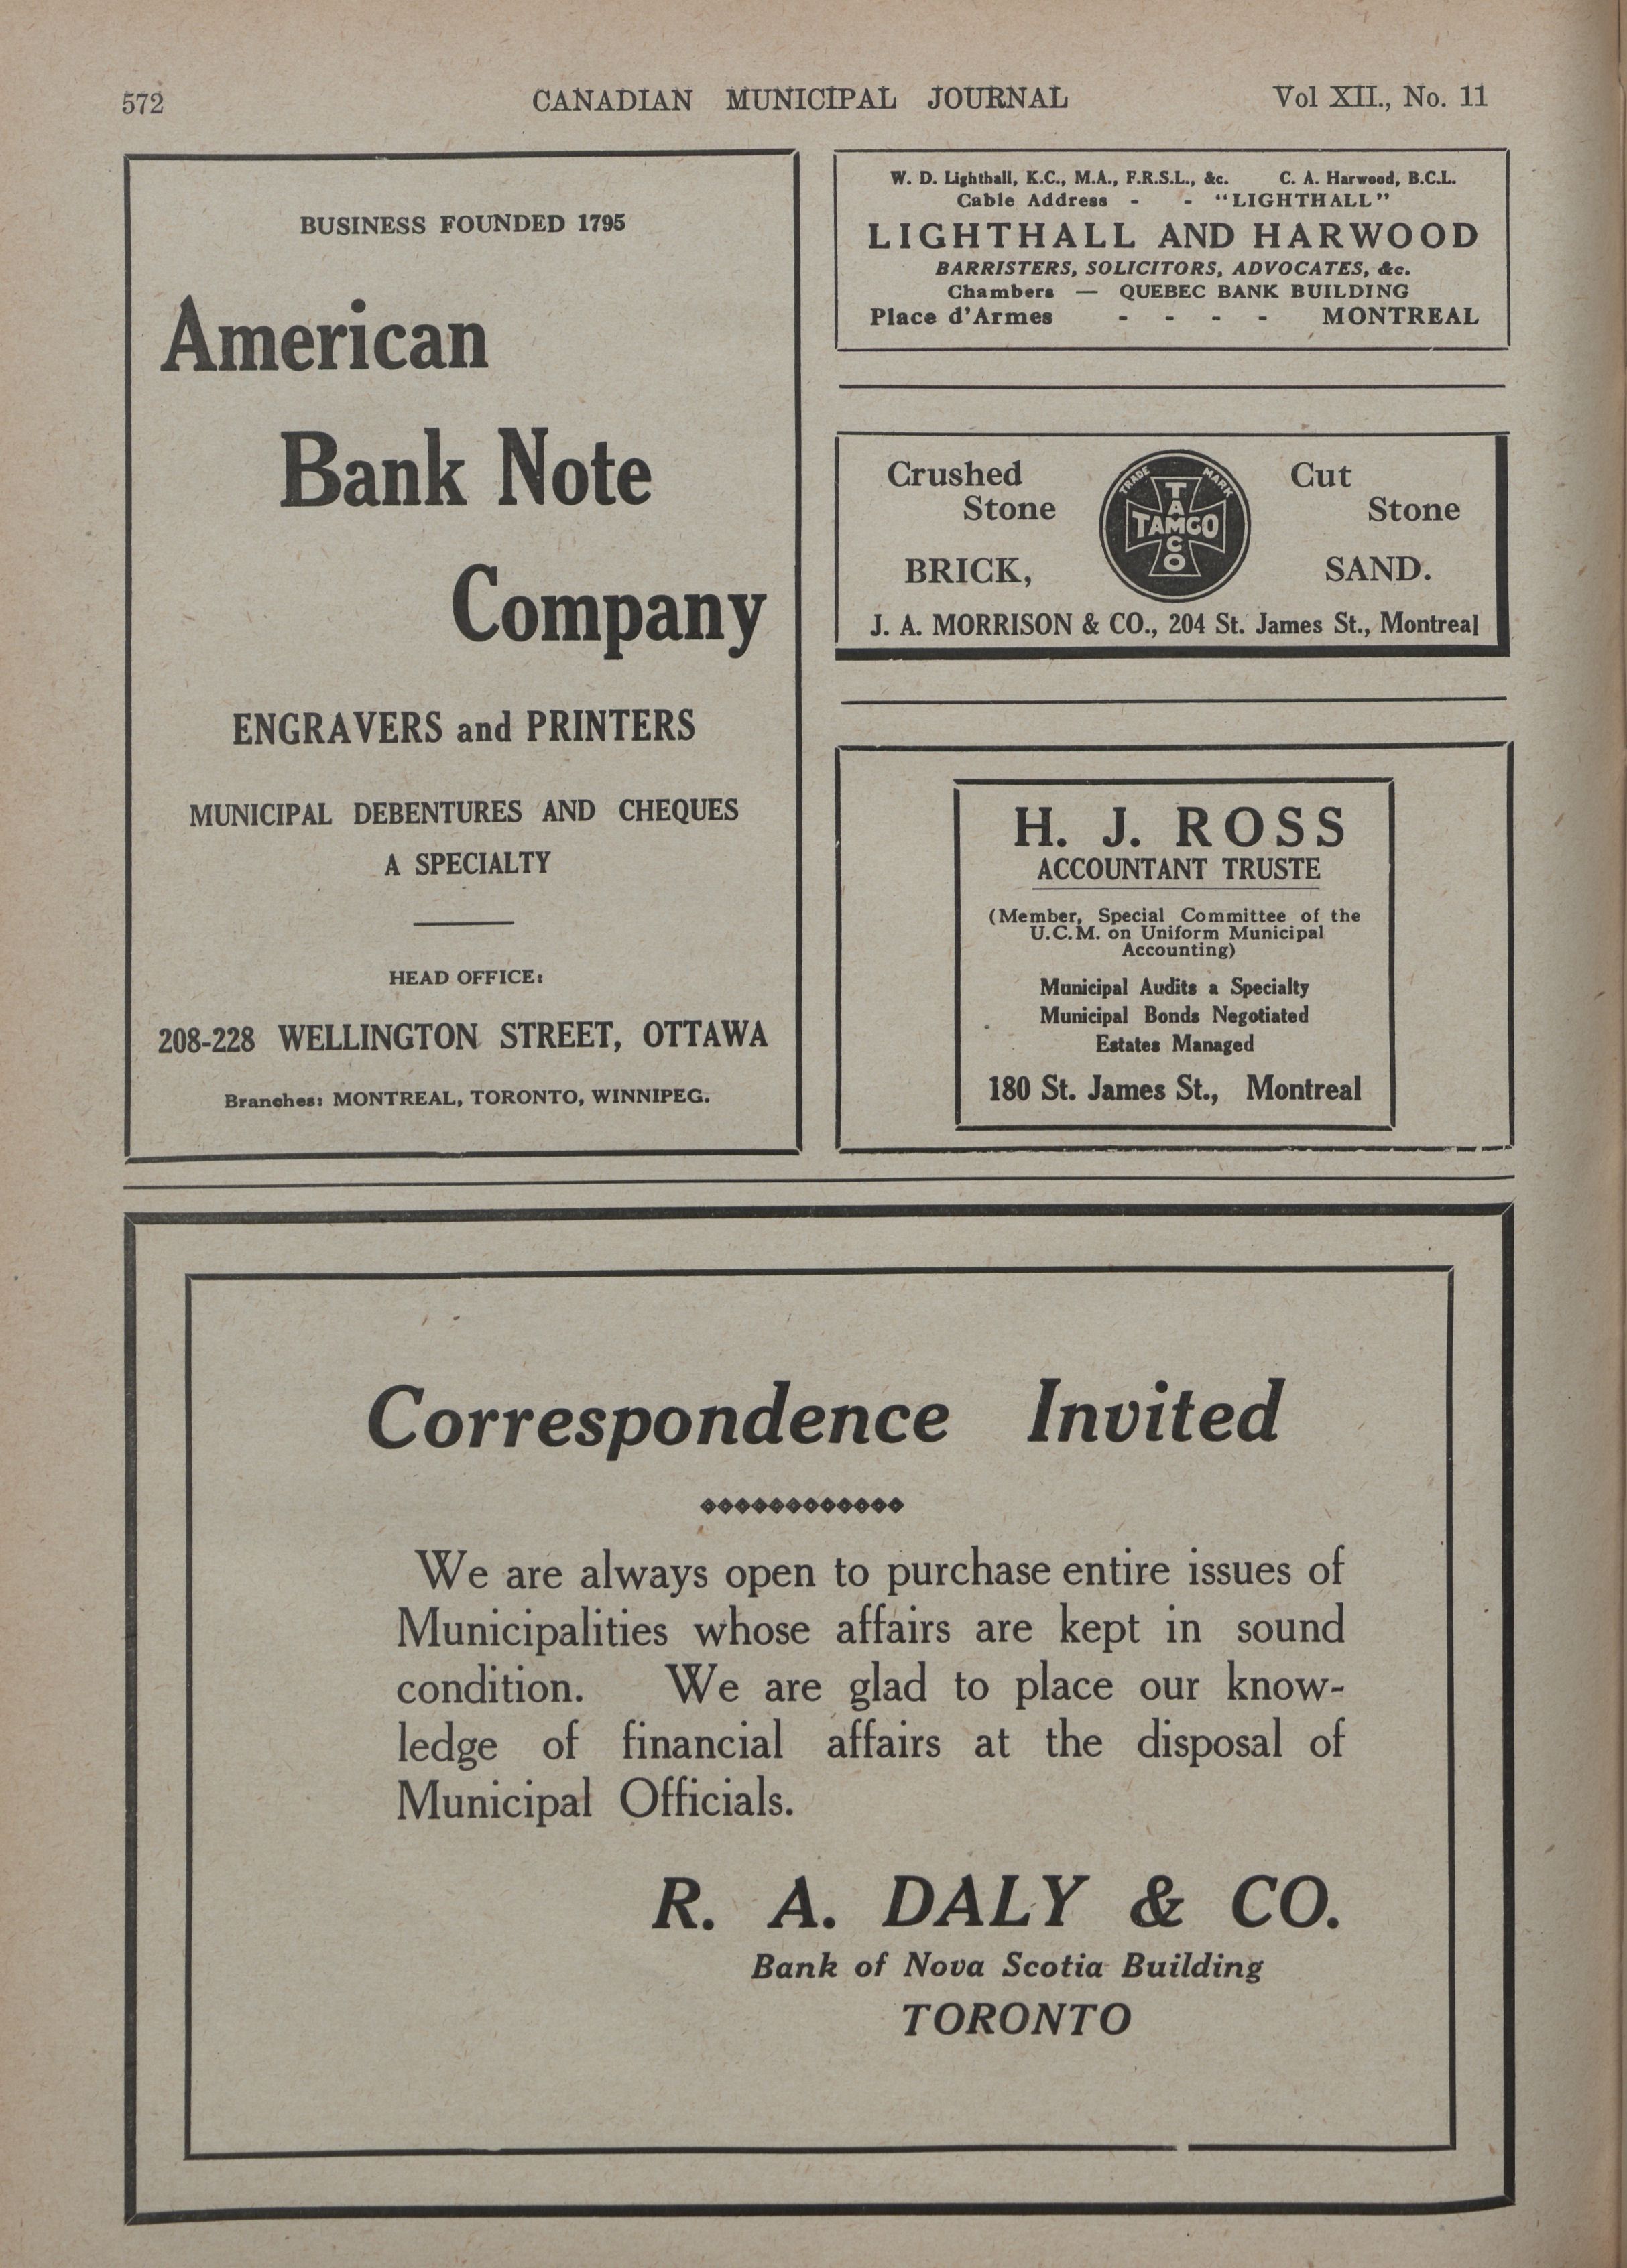 572 CANADIAN MUNICIPAL JOURNAL Vol XII., No. 11
BUSINESS FOUNDED 1795
American
Bank Note
Company
ENGRAVERS and PRINTERS
MUNICIPAL DEBENTURES AND CHEQUES
A SPECIALTY
HEAD OFFICE:
208-228 WELLINGTON STREET, OTTAWA
Branches: MONTREAL, TORONTO, WINNIPEG.
W. D. Lighthall, K.C., M.A., F.R.S.L., &c. C. A. Harwood, B.C.L.
Cable Address - - "LIGHTHALL"
LIGHTHALL AND HARWOOD
BARRISTERS, SOLICITORS, ADVOCATES, &c.
Chambers — QUEBEC BANK BUILDING
Place d'Armes - - - - MONTREAL
Crushed
Stone
BRICK,
TRADE MARK
TAMCO
TAMCO
Cut
Stone
SAND.
J. A. MORRISON & CO., 204 St. James St., Montreal
H. J. ROSS
ACCOUNTANT TRUSTE
(Member, Special Committee of the
U.C.M. on Uniform Municipal
Accounting)
Municipal Audits a Specialty
Municipal Bonds Negotiated
Estates Managed
180 St. James St., Montreal
Correspondence Invited
We are always open to purchase entire issues of
Municipalities whose affairs are kept in sound
condition. We are glad to place our know-
ledge of financial affairs at the disposal of
Municipal Officials.
R. A. DALY & CO.
Bank of Nova Scotia Building
TORONTO